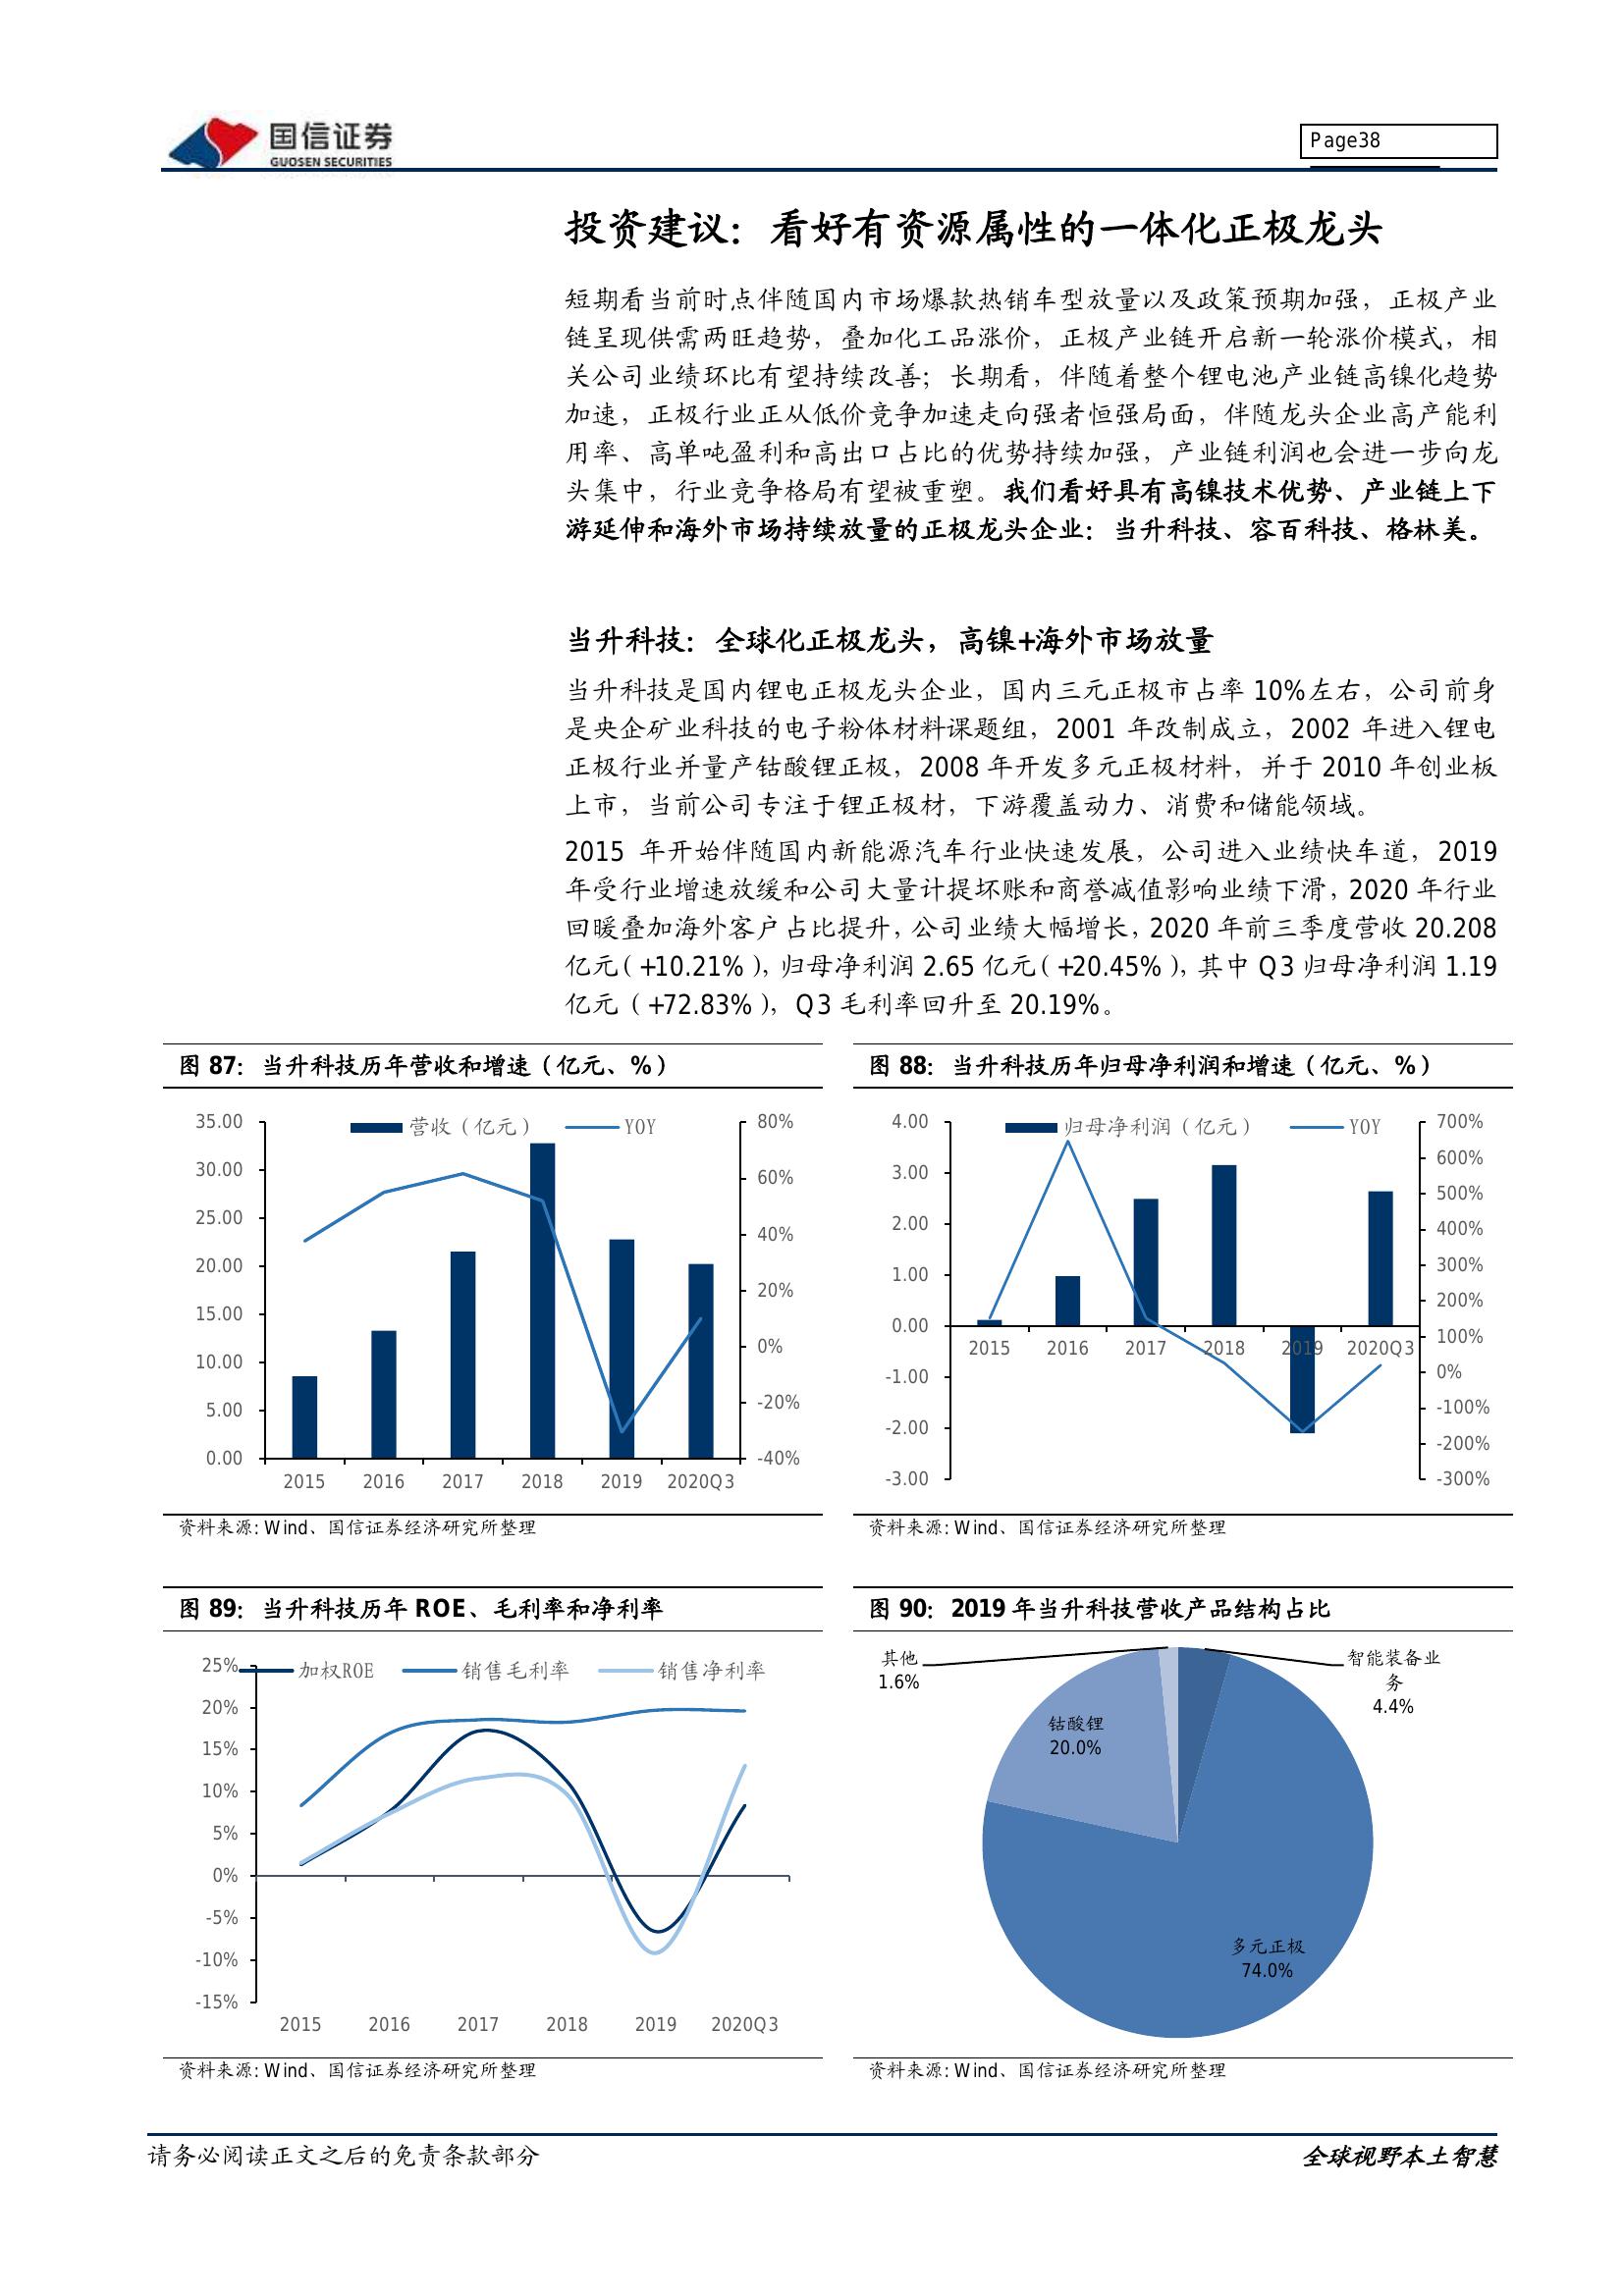 国信证券
GUOSEN SECURITIES
Page38
投资建议：看好有资源属性的一体化正极龙头
短期看当前时点伴随国内市场爆款热销车型放量以及政策预期加强，正极产业
链呈现供需两旺趋势，叠加化工品涨价，正极产业链开启新一轮涨价模式，相
关公司业绩环比有望持续改善；长期看，伴随着整个锂电池产业链高镍化趋势
加速，正极行业正从低价竞争加速走向强者恒强局面，伴随龙头企业高产能利
用率、高单吨盈利和高出口占比的优势持续加强，产业链利润也会进一步向龙
头集中，行业竞争格局有望被重塑。我们看好具有高镍技术优势、产业链上下
游延伸和海外市场持续放量的正极龙头企业：当升科技、容百科技、格林美。
当升科技：全球化正极龙头，高镍+海外市场放量
当升科技是国内锂电正极龙头企业，国内三元正极市占率 10%左右，公司前身
是央企矿业科技的电子粉体材料课题组，2001 年改制成立，2002 年进入锂电
正极行业并量产钴酸锂正极，2008 年开发多元正极材料，并于 2010 年创业板
上市，当前公司专注于锂正极材，下游覆盖动力、消费和储能领域。
2015 年开始伴随国内新能源汽车行业快速发展，公司进入业绩快车道，2019
年受行业增速放缓和公司大量计提坏账和商誉减值影响业绩下滑，2020 年行业
回暖叠加海外客户占比提升，公司业绩大幅增长，2020 年前三季度营收 20.208
亿元（+10.21%），归母净利润 2.65 亿元（+20.45%），其中 Q3 归母净利润 1.19
亿元（+72.83%），Q3 毛利率回升至 20.19%。
图 87：当升科技历年营收和增速（亿元、%）
35.00
30.00
25.00
20.00
15.00
10.00
5.00
0.00
营收（亿元）
YOY
80%
60%
40%
20%
0%
-20%
-40%
2015
2016
2017
2018
2019
2020Q3
资料来源：Wind、国信证券经济研究所整理
图 88：当升科技历年归母净利润和增速（亿元、%）
4.00
3.00
2.00
1.00
0.00
-1.00
-2.00
-3.00
归母净利润（亿元）
YOY
700%
600%
500%
400%
300%
200%
100%
0%
-100%
-200%
-300%
2015
2016
2017
2018
2019
2020Q3
资料来源：Wind、国信证券经济研究所整理
图 89：当升科技历年 ROE、毛利率和净利率
25%
20%
15%
10%
5%
0%
-5%
-10%
-15%
加权ROE
销售毛利率
销售净利率
2015
2016
2017
2018
2019
2020Q3
资料来源：Wind、国信证券经济研究所整理
图 90：2019 年当升科技营收产品结构占比
其他
1.6%
智能装备业
务
4.4%
钴酸锂
20.0%
多元正极
74.0%
资料来源：Wind、国信证券经济研究所整理
请务必阅读正文之后的免责条款部分
全球视野本土智慧